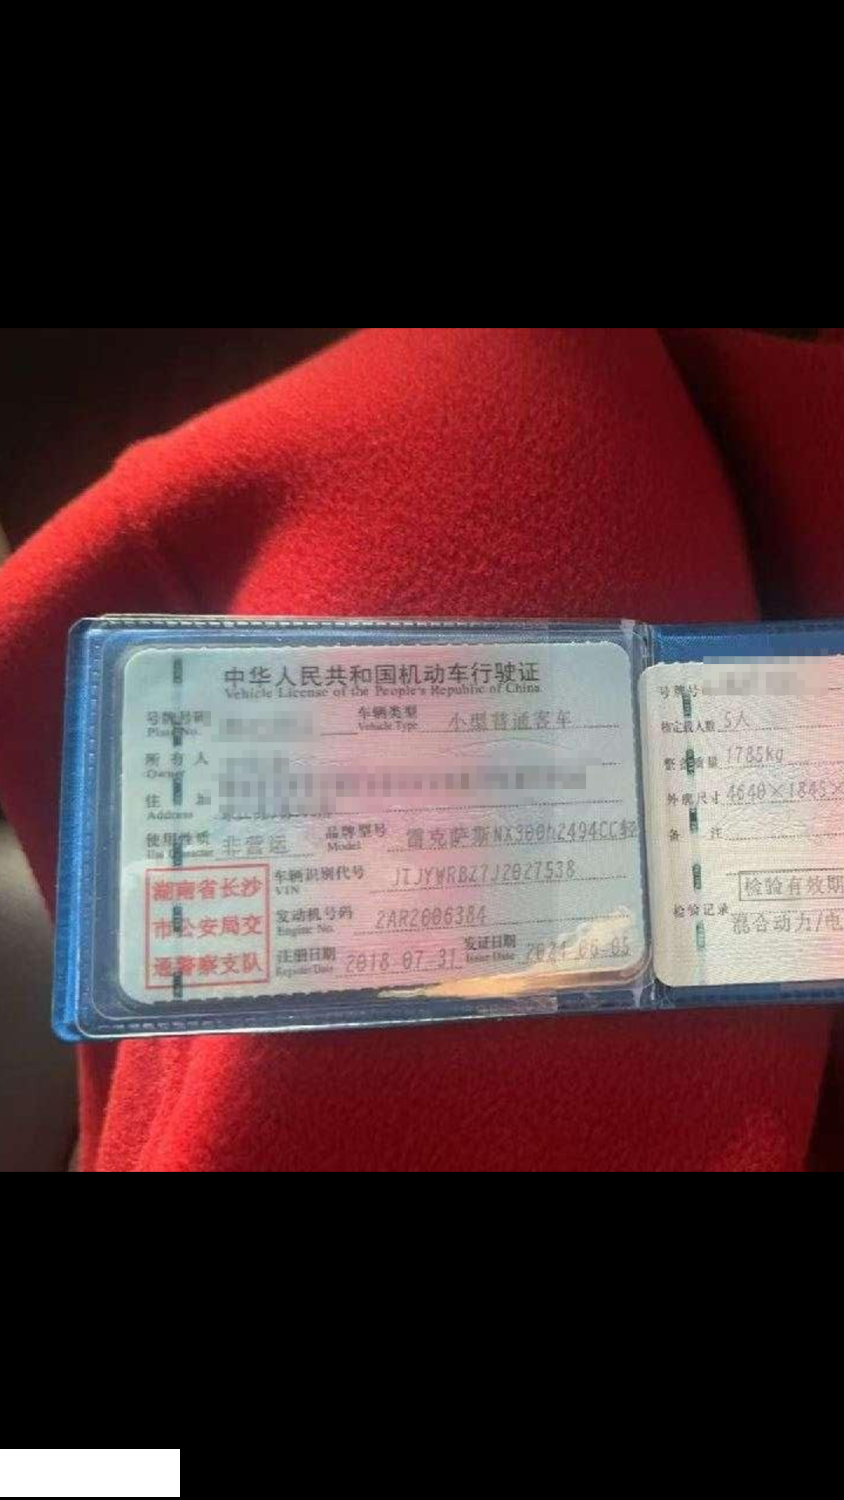 中华人民共和国机动车行驶证
Vehicle License of the People's Republic of China
号牌号码
Plate No.
车辆类型 小型普通客车
Vehicle Type
所有人
Owner
住址
Address
使用性质 非营运 品牌型号 雷克萨斯NX300h2494CC轻
Use Character Model
湖南省长沙
市公安局交
通警察支队
车辆识别代号 JTJYWRBZ7J2027538
VIN
发动机号码 2AR2006384
Engine No.
注册日期 2018.07.31 发证日期
Register Date Issue Date
号牌号
核定载人数 5人
整备质量 1785kg
外廓尺寸 4640×1845×
备注
检验有效期
检验记录 混合动力/电